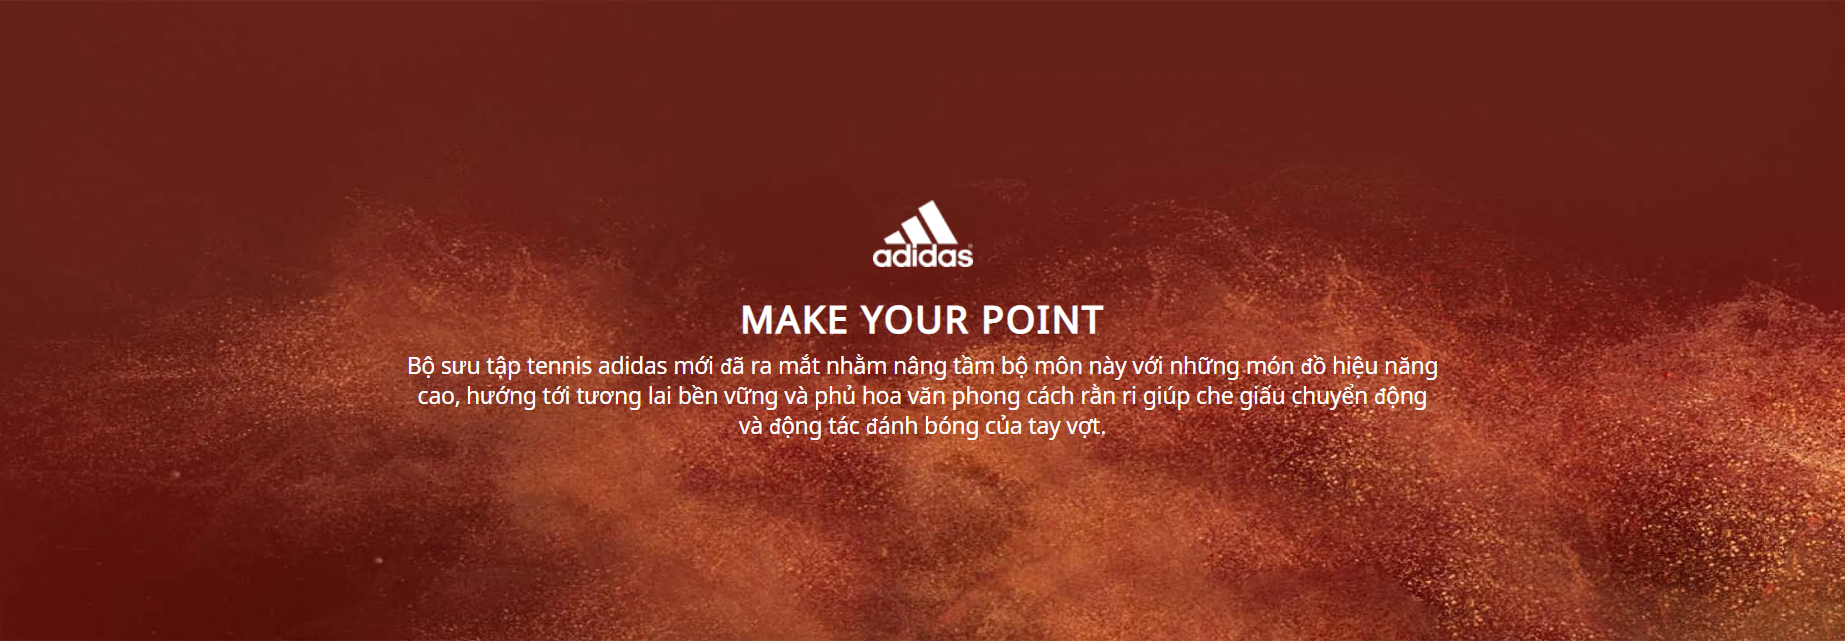 adidas®
MAKE YOUR POINT
Bộ sưu tập tennis adidas mới đã ra mắt nhằm nâng tầm bộ môn này với những món đồ hiệu năng
cao, hướng tới tương lai bền vững và phủ hoa văn phong cách rằn ri giúp che giấu chuyển động
và động tác đánh bóng của tay vợt.